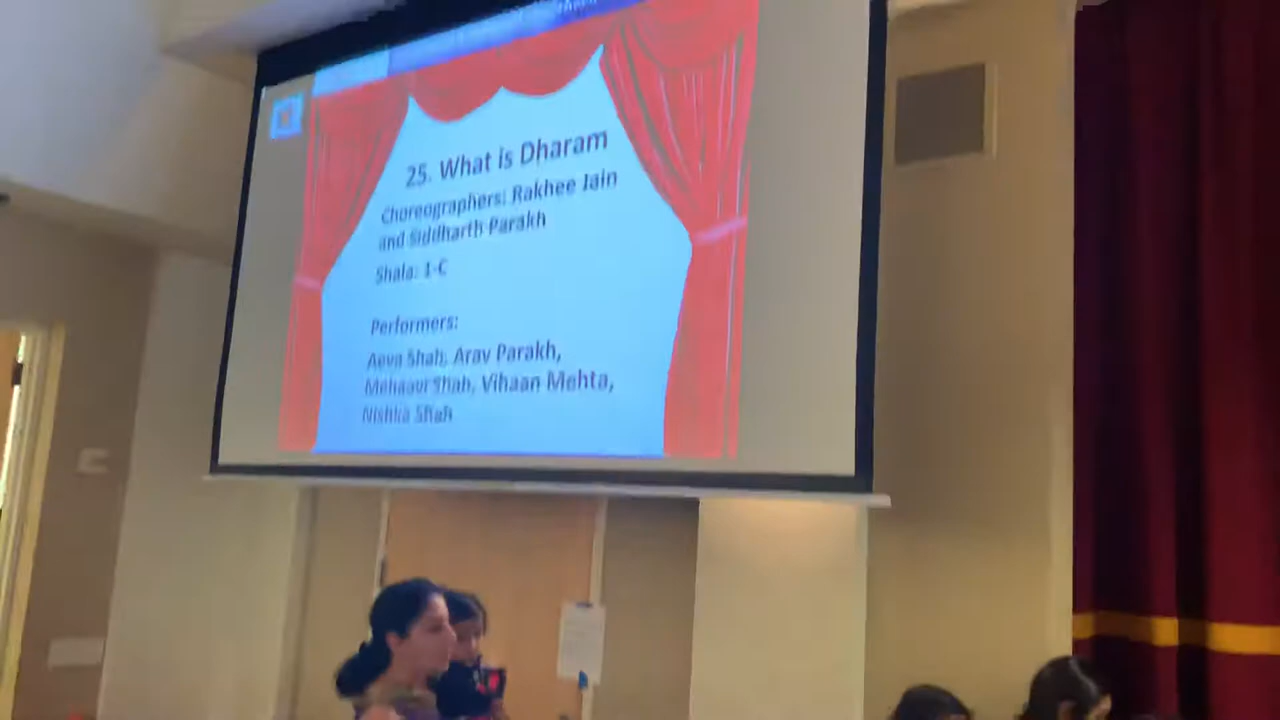 25. What is Dharam
Choreographers: Rakhee Jain
and Siddharth Parakh
Shala: 1-C
Performers:
Aeva Shah, Arav Parakh,
Shah, Vihaan Mehta,
Nishka Shah